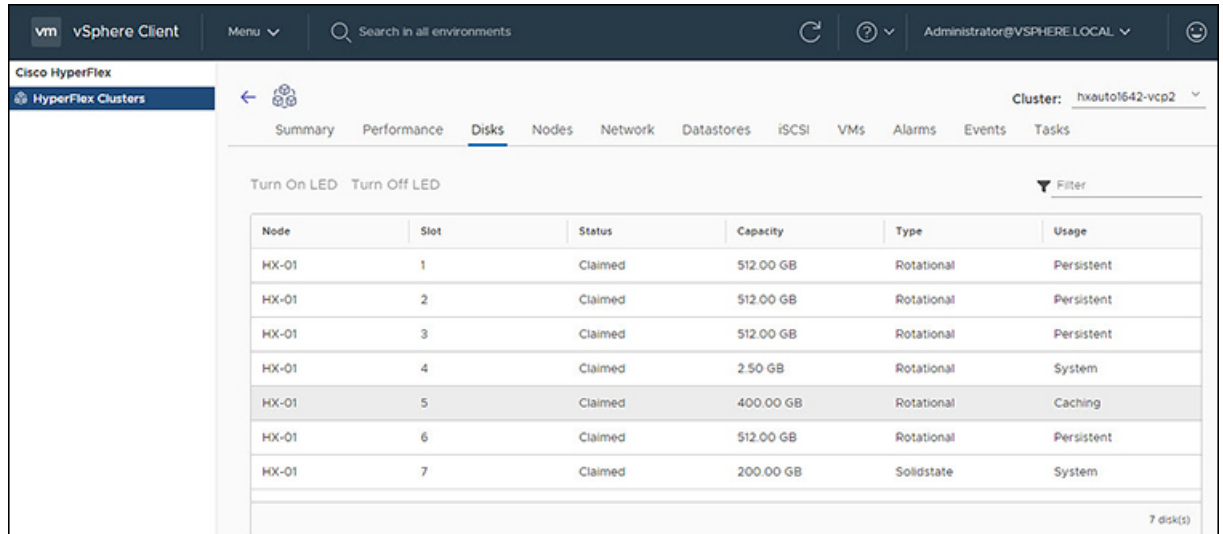 vm vSphere Client Menu Search in all environments Administrator@VSPHERE.LOCAL
Cisco HyperFlex
HyperFlex Clusters
Cluster: hxauto1642-vcp2
Summary Performance Disks Nodes Network Datastores iSCSI VMs Alarms Events Tasks
Turn On LED Turn Off LED Filter
Node Slot Status Capacity Type Usage
HX-01 1 Claimed 512.00 GB Rotational Persistent
HX-01 2 Claimed 512.00 GB Rotational Persistent
HX-01 3 Claimed 512.00 GB Rotational Persistent
HX-01 4 Claimed 2.50 GB Rotational System
HX-01 5 Claimed 400.00 GB Rotational Caching
HX-01 6 Claimed 512.00 GB Rotational Persistent
HX-01 7 Claimed 200.00 GB Solidstate System
7 disk(s)